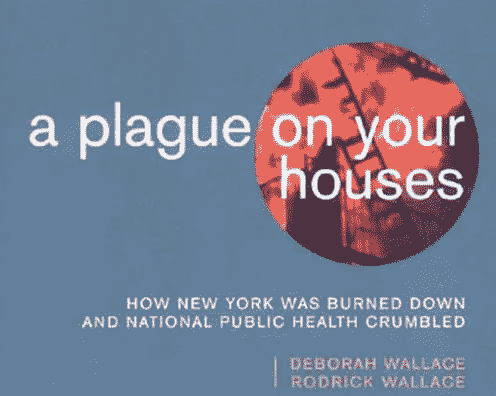 a plague on your
houses
HOW NEW YORK WAS BURNED DOWN
AND NATIONAL PUBLIC HEALTH CRUMBLED
DEBORAH WALLACE
RODRICK WALLACE